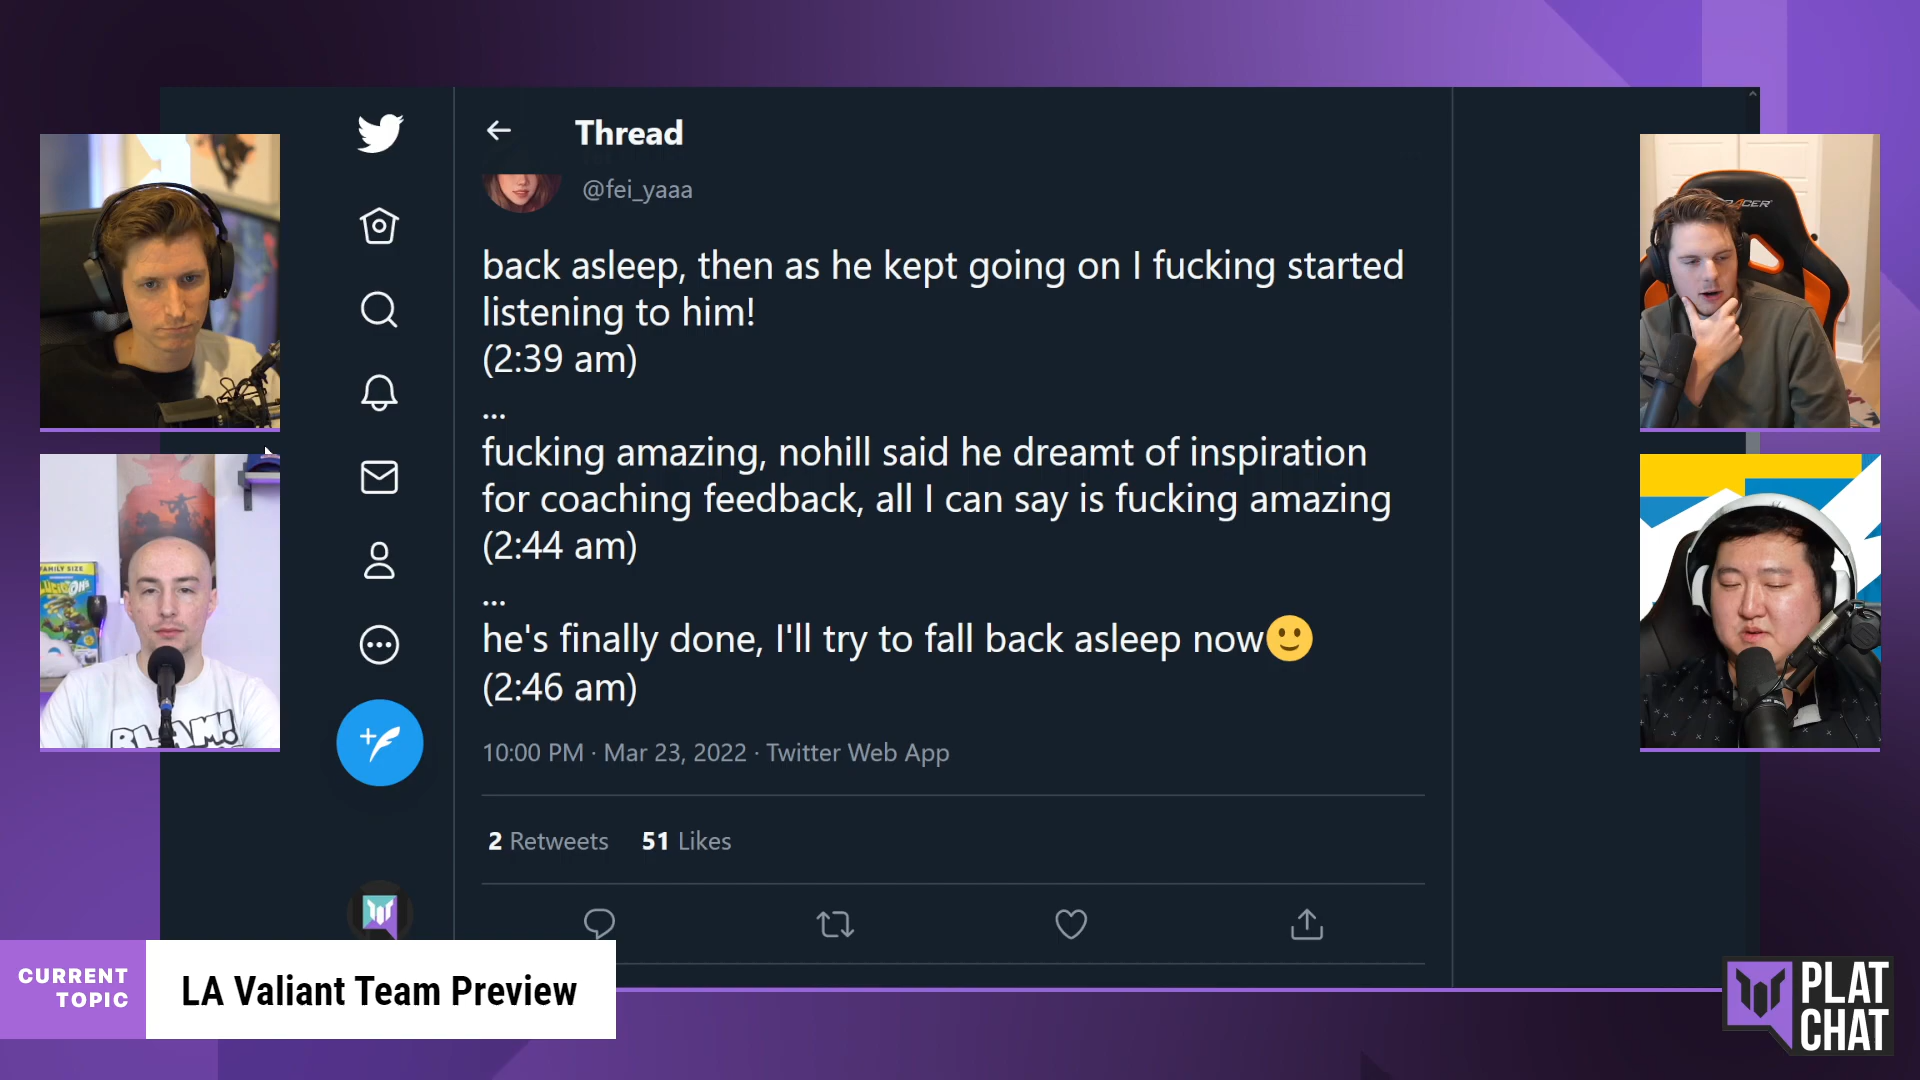 Thread
@fei_yaaa
back asleep, then as he kept going on I fucking started
listening to him!
(2:39 am)
...
fucking amazing, nohill said he dreamt of inspiration
for coaching feedback, all I can say is fucking amazing
(2:44 am)
...
he's finally done, I'll try to fall back asleep now🙂
(2:46 am)
10:00 PM · Mar 23, 2022 · Twitter Web App
2 Retweets 51 Likes
FAMILY SIZE
BLAM!
CURRENT
TOPIC
LA Valiant Team Preview
PLAT
CHAT